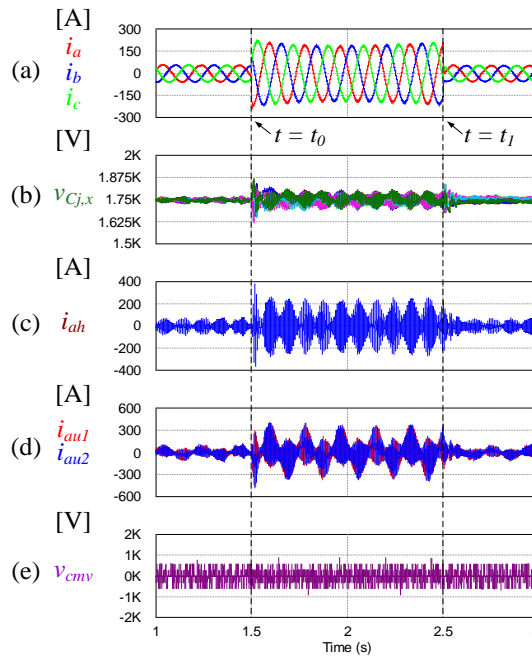 [A]
300
(a) i_a 150
i_b 0
i_c -150
-300
t = t_0 t = t_1
[V]
2K
1.875K
(b) v_Cj,x 1.75K
1.625K
1.5K
[A]
400
200
(c) i_ah 0
-200
-400
[A]
600
300
(d) i_au1 0
i_au2 -300
-600
[V]
2K
1K
(e) v_cmv 0K
-1K
-2K
1 1.5 2 2.5
Time (s)